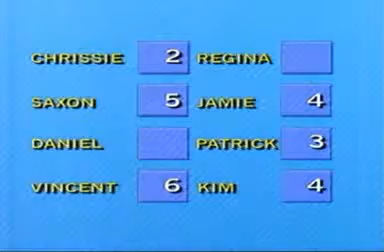 CHRISSIE 2 REGINA
SAXON 5 JAMIE 4
DANIEL PATRICK 3
VINCENT 6 KIM 4